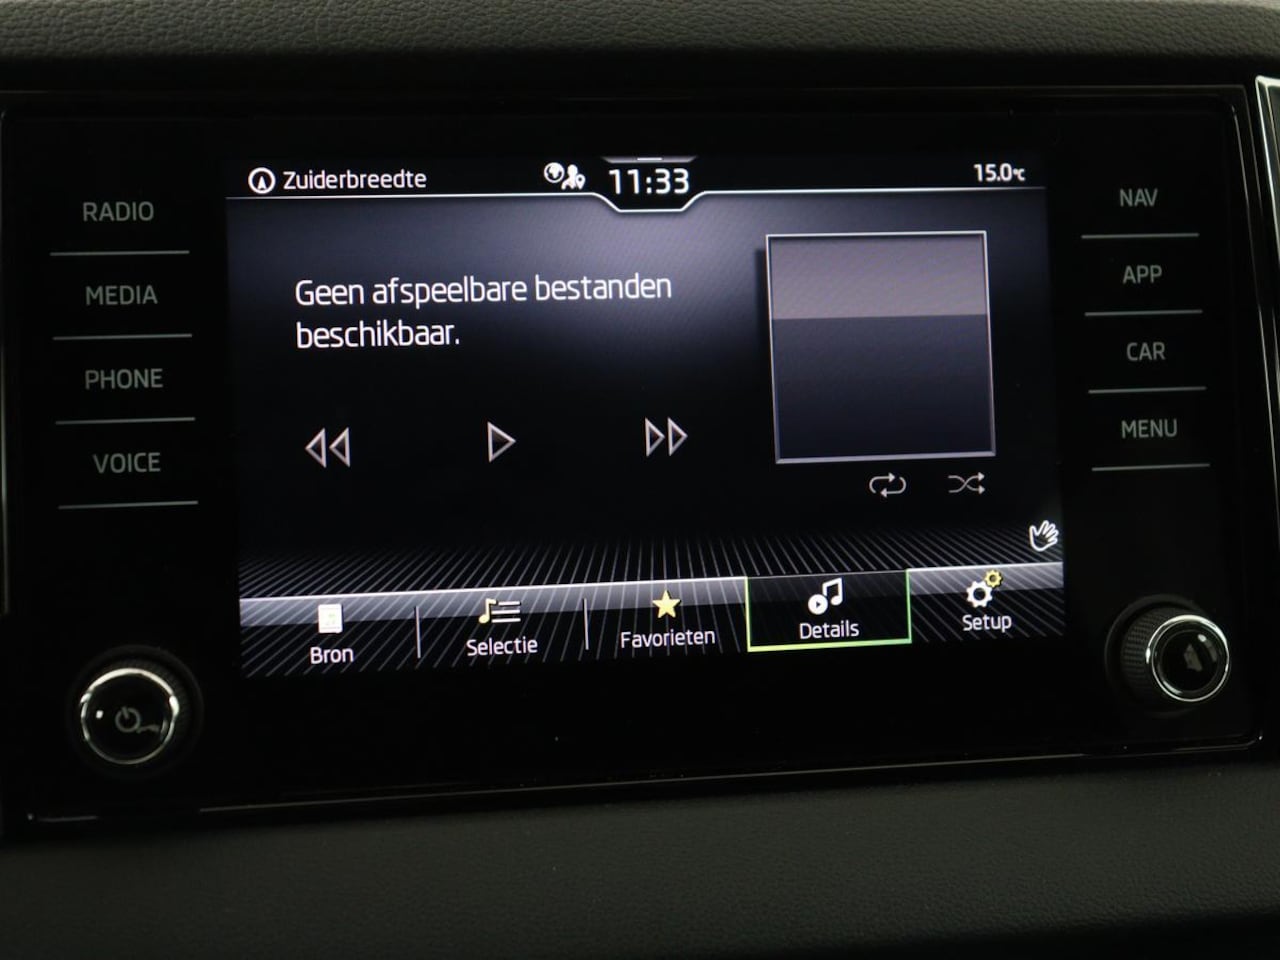 Zuiderbreedte
11:33
15.0°C
RADIO
MEDIA
PHONE
VOICE
Geen afspeelbare bestanden
beschikbaar.
NAV
APP
CAR
MENU
Bron
Selectie
Favorieten
Details
Setup